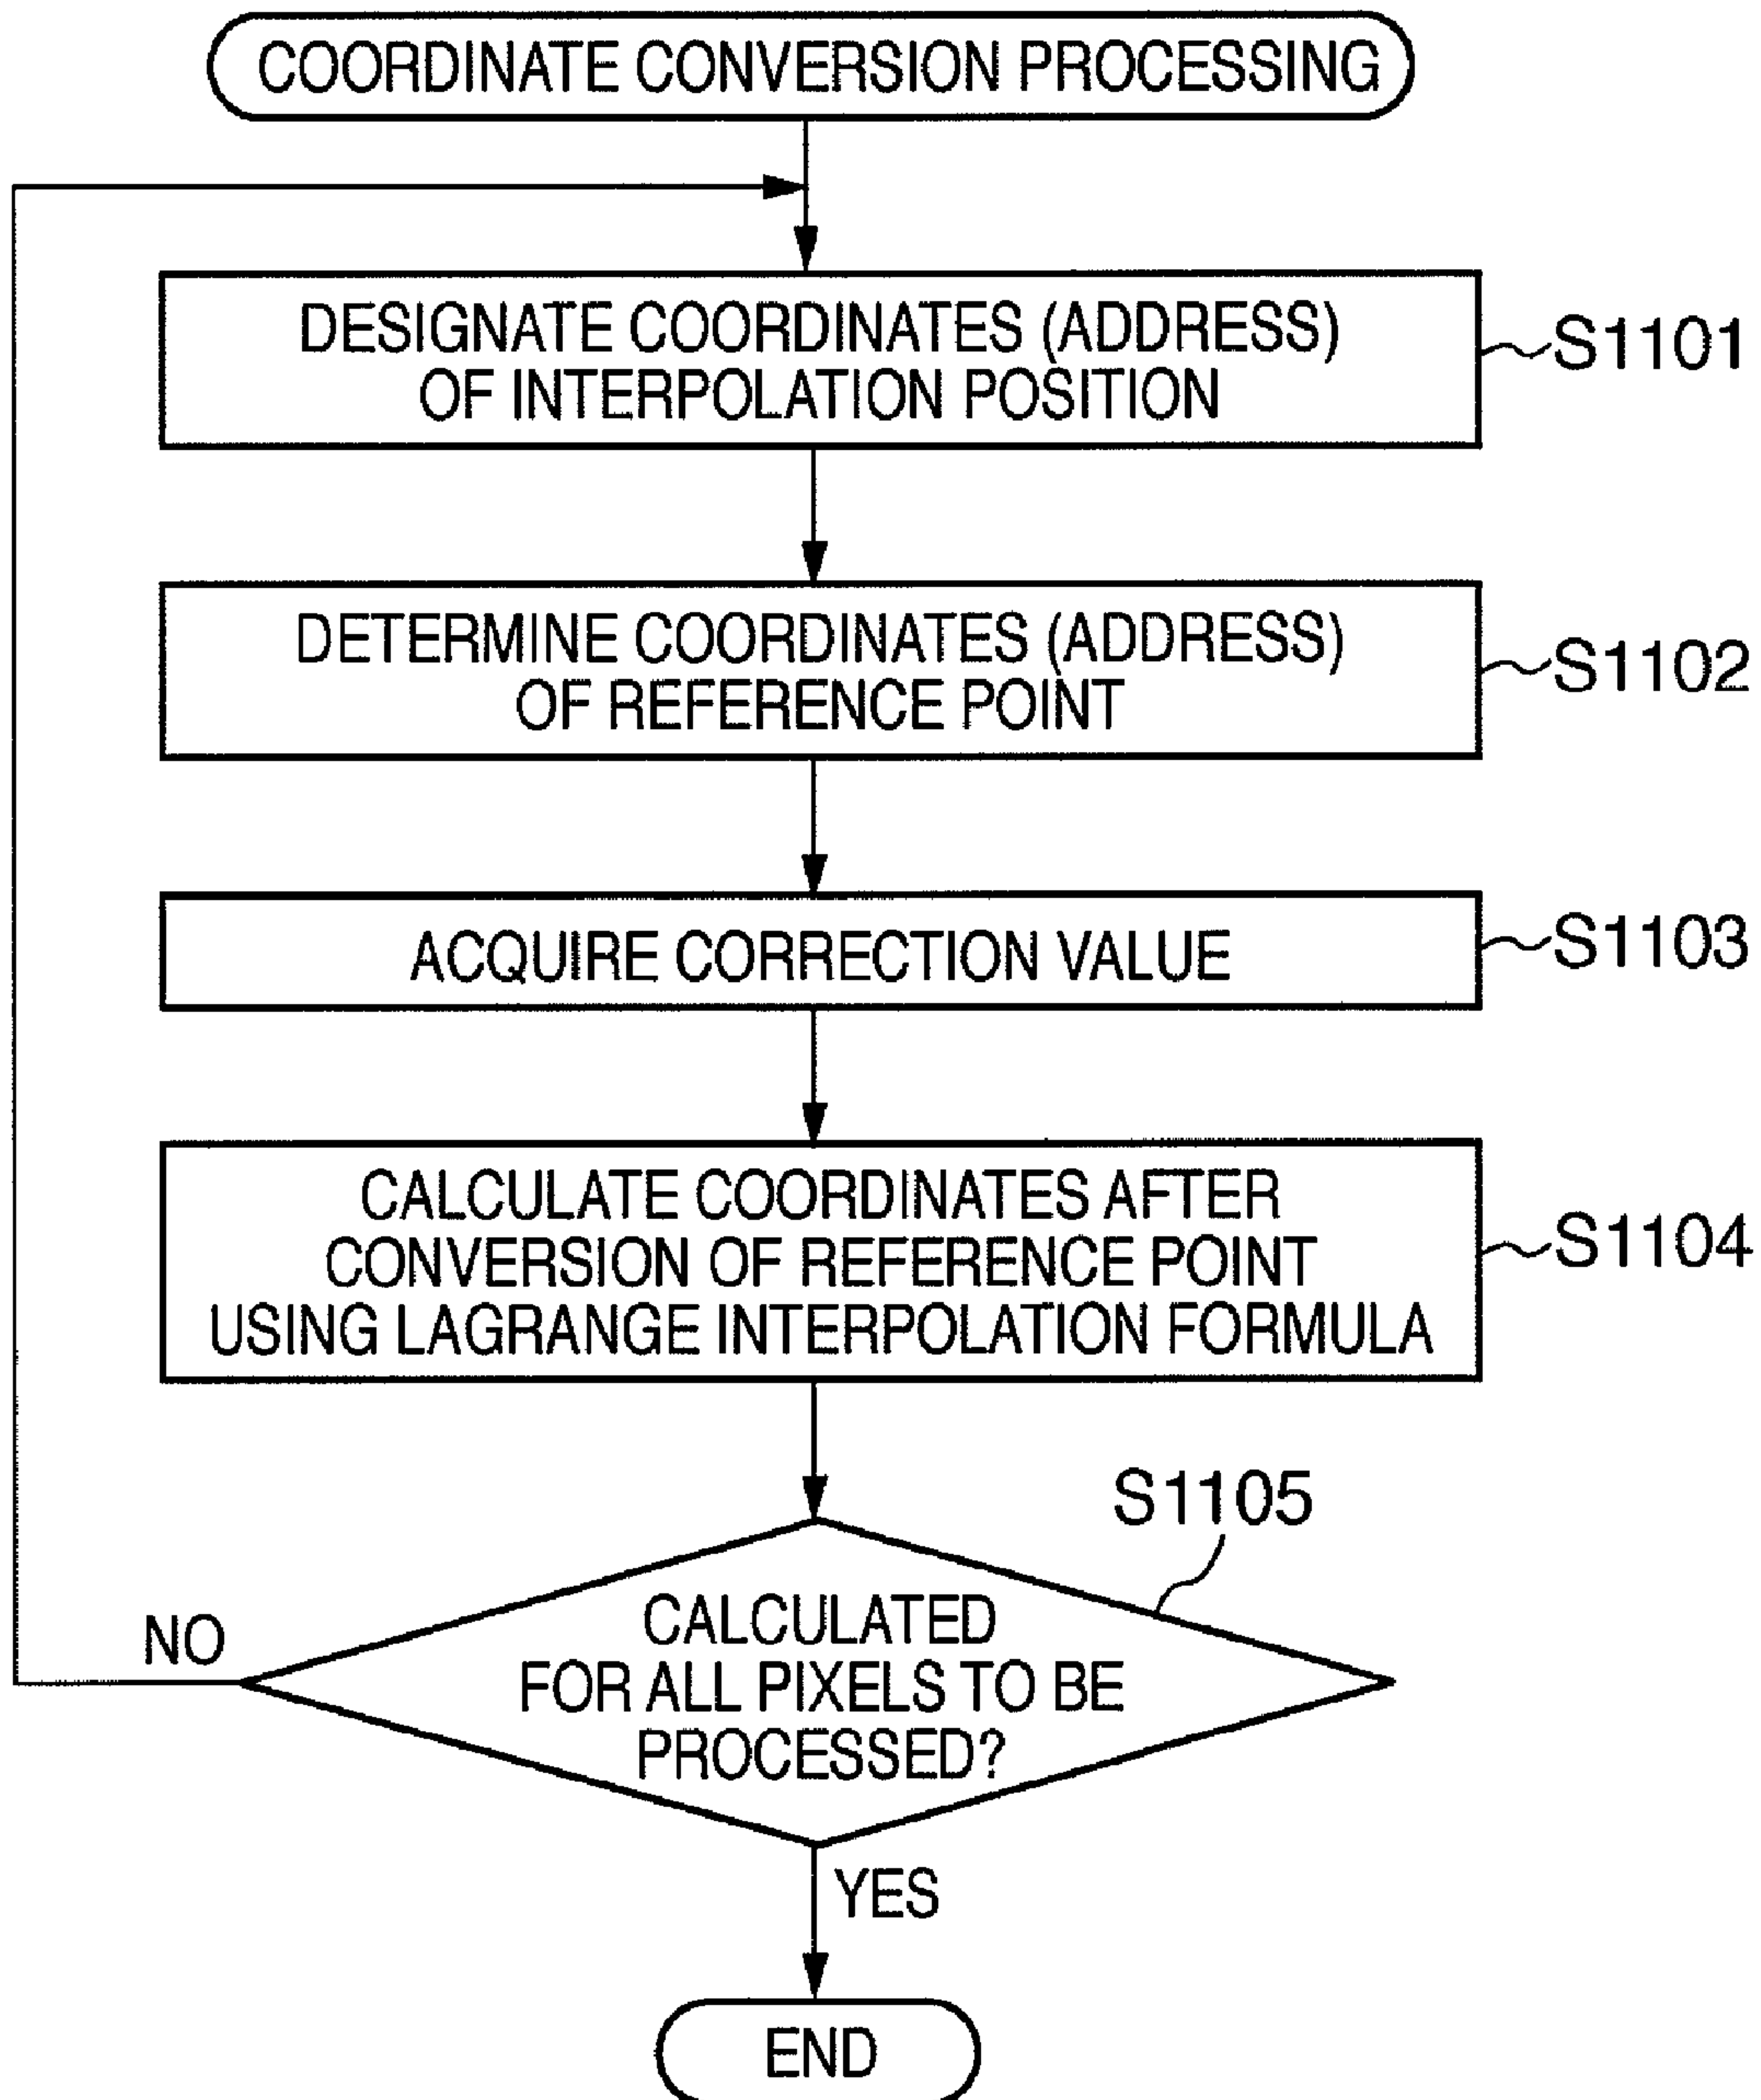 COORDINATE CONVERSION PROCESSING
DESIGNATE COORDINATES (ADDRESS)
OF INTERPOLATION POSITION
S1101
DETERMINE COORDINATES (ADDRESS)
OF REFERENCE POINT
S1102
ACQUIRE CORRECTION VALUE
S1103
CALCULATE COORDINATES AFTER
CONVERSION OF REFERENCE POINT
USING LAGRANGE INTERPOLATION FORMULA
S1104
S1105
CALCULATED
FOR ALL PIXELS TO BE
PROCESSED?
NO
YES
END